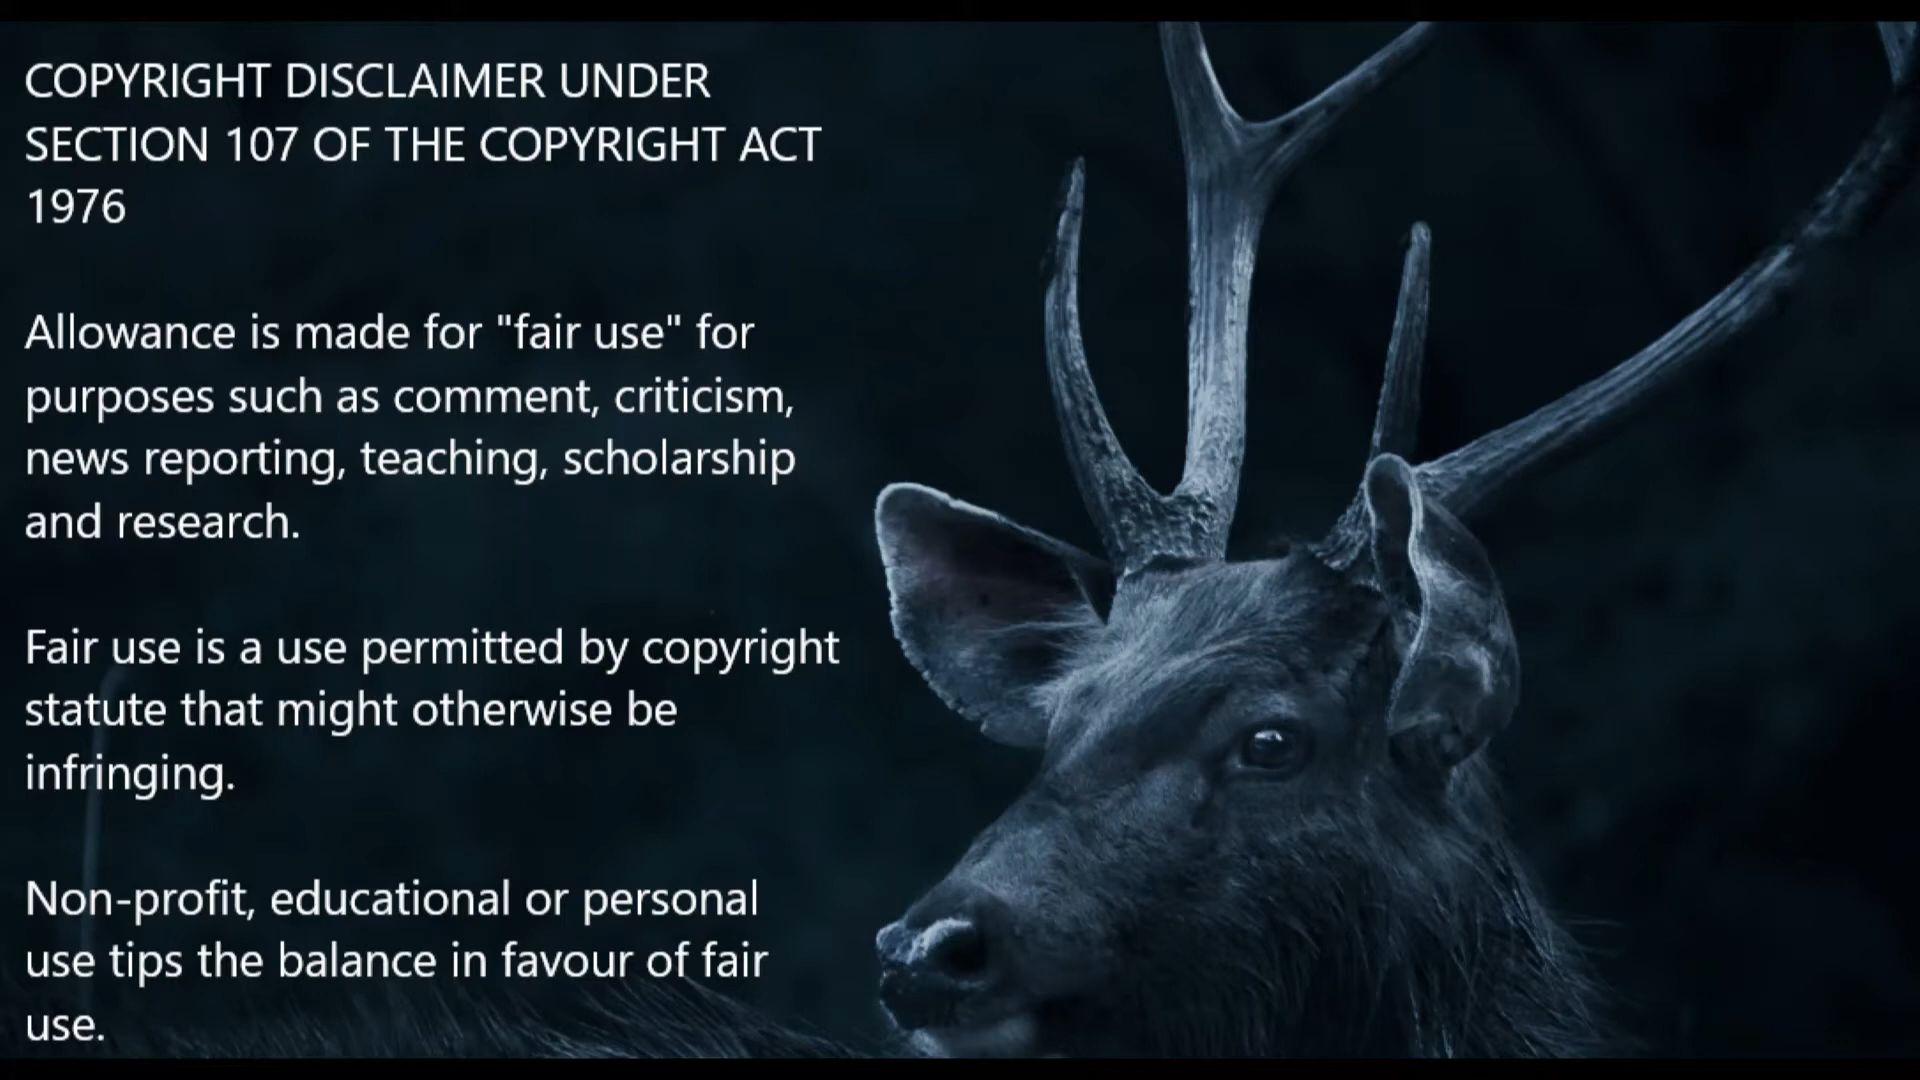 COPYRIGHT DISCLAIMER UNDER
SECTION 107 OF THE COPYRIGHT ACT
1976
Allowance is made for "fair use" for
purposes such as comment, criticism,
news reporting, teaching, scholarship
and research.
Fair use is a use permitted by copyright
statute that might otherwise be
infringing.
Non-profit, educational or personal
use tips the balance in favour of fair
use.